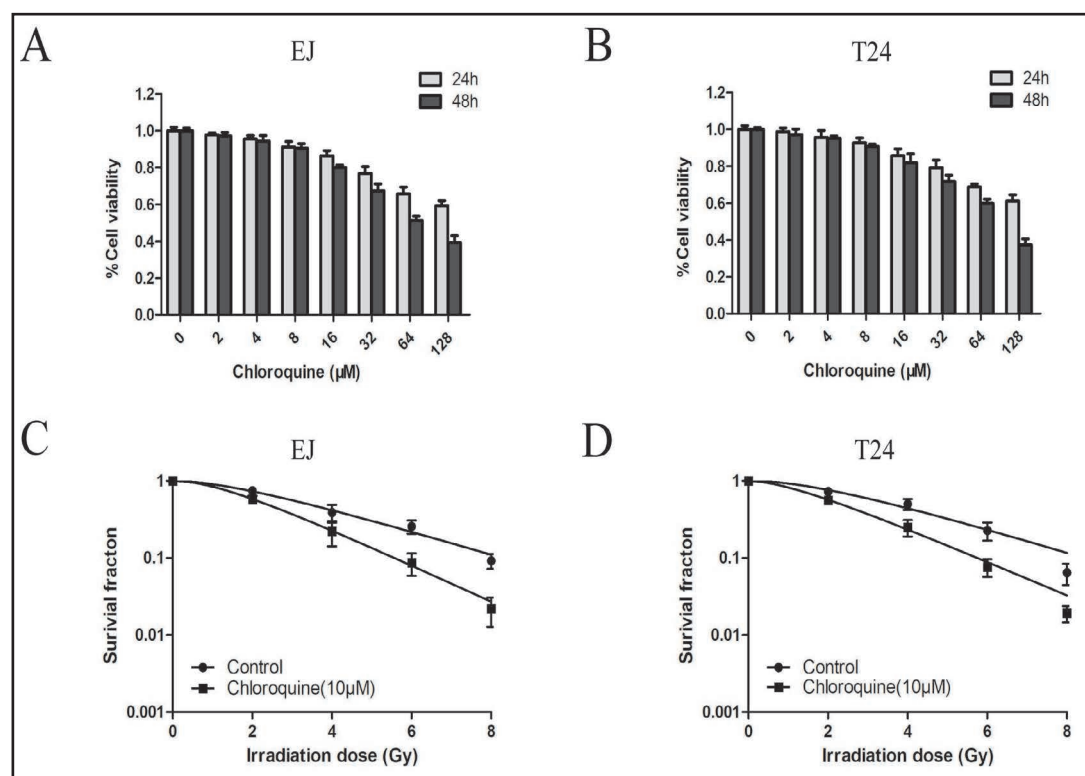 A
EJ
24h
48h
1.2
1.0
0.8
0.6
0.4
0.2
0.0
% Cell viability
0 2 4 8 16 32 64 128
Chloroquine (µM)
B
T24
24h
48h
1.2
1.0
0.8
0.6
0.4
0.2
0.0
% Cell viability
0 2 4 8 16 32 64 128
Chloroquine (µM)
C
EJ
1
0.1
0.01
0.001
Survial fracton
Control
Chloroquine(10µM)
0 2 4 6 8
Irradiation dose (Gy)
D
T24
1
0.1
0.01
0.001
Survial fracton
Control
Chloroquine(10µM)
0 2 4 6 8
Irradiation dose (Gy)